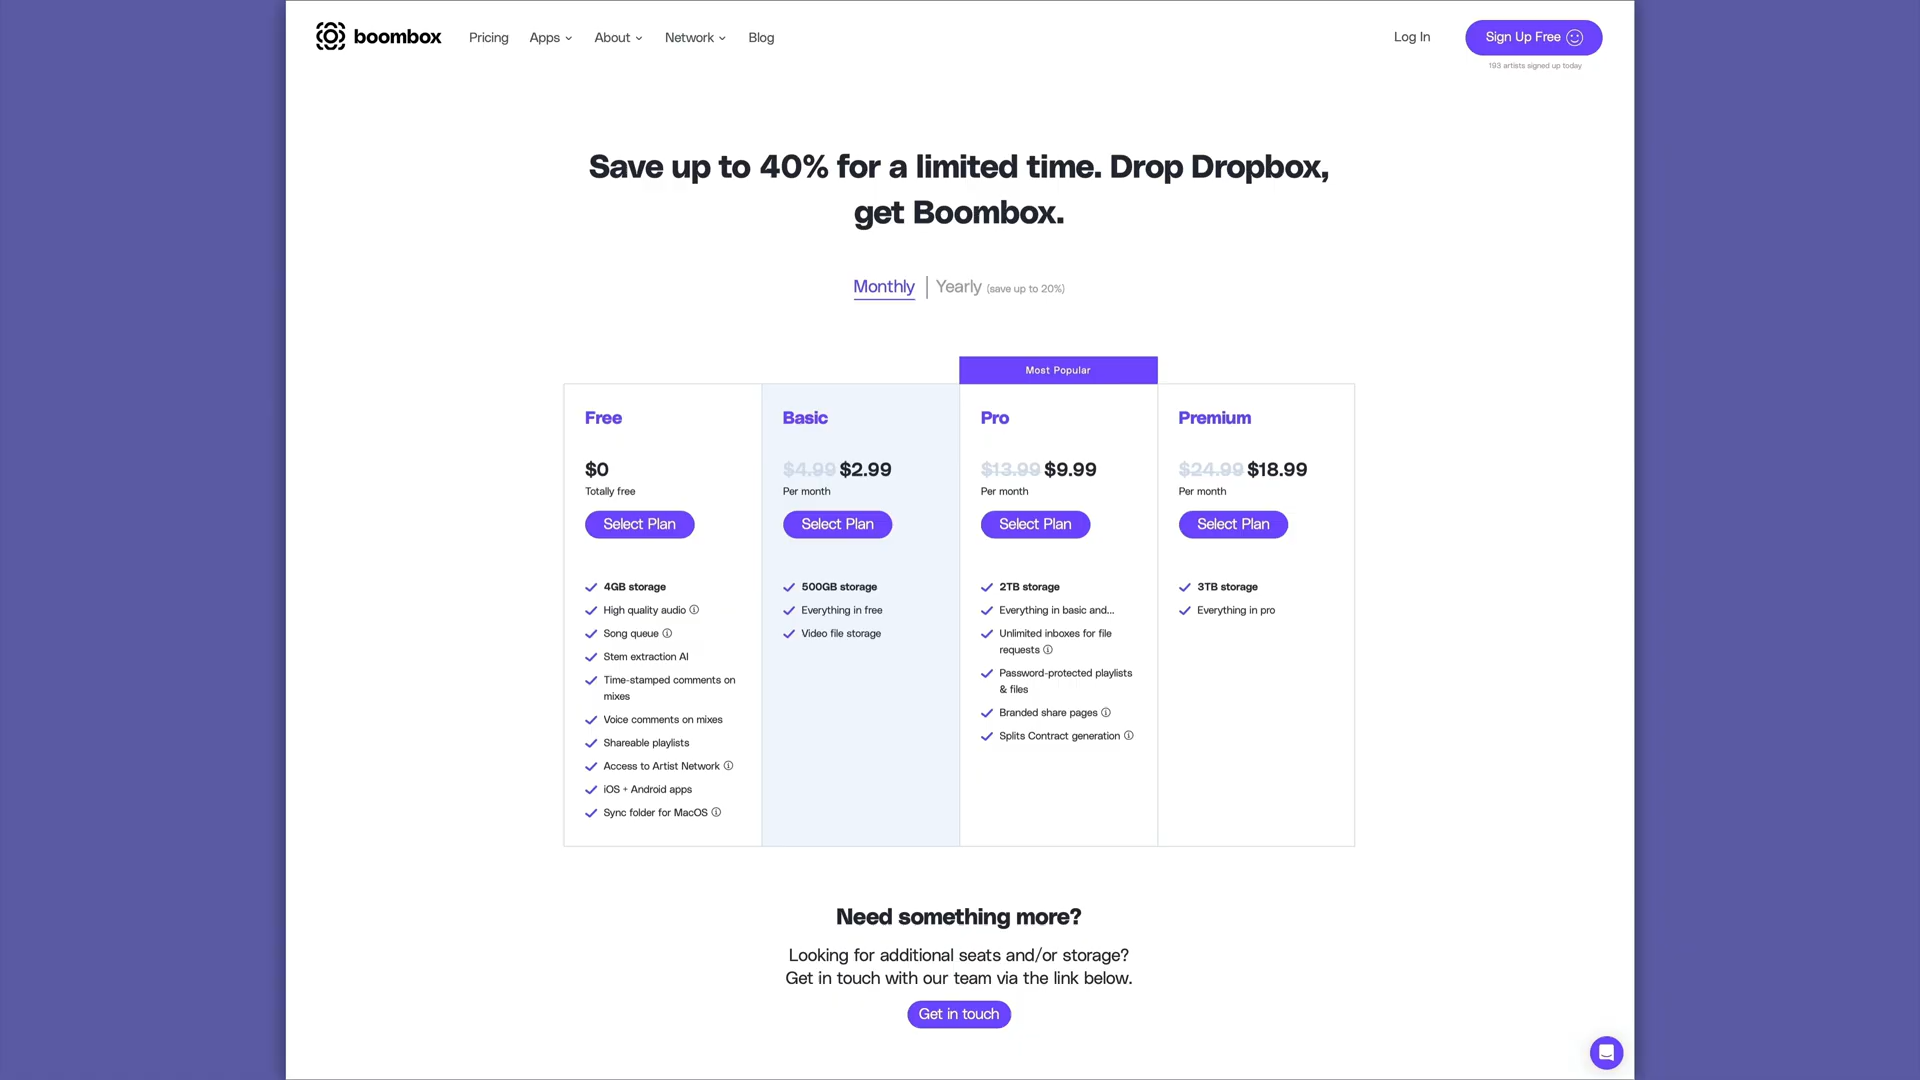 boombox
Pricing
Apps
About
Network
Blog
Log In
Sign Up Free
193 artists signed up today
Save up to 40% for a limited time. Drop Dropbox,
get Boombox.
Monthly
Yearly (save up to 20%)
Most Popular
Free
$0
Totally free
Select Plan
4GB storage
High quality audio
Song queue
Stem extraction AI
Time-stamped comments on
mixes
Voice comments on mixes
Shareable playlists
Access to Artist Network
iOS + Android apps
Sync folder for MacOS
Basic
$4.99 $2.99
Per month
Select Plan
500GB storage
Everything in free
Video file storage
Pro
$13.99 $9.99
Per month
Select Plan
2TB storage
Everything in basic and...
Unlimited inboxes for file
requests
Password-protected playlists
& files
Branded share pages
Splits Contract generation
Premium
$24.99 $18.99
Per month
Select Plan
3TB storage
Everything in pro
Need something more?
Looking for additional seats and/or storage?
Get in touch with our team via the link below.
Get in touch